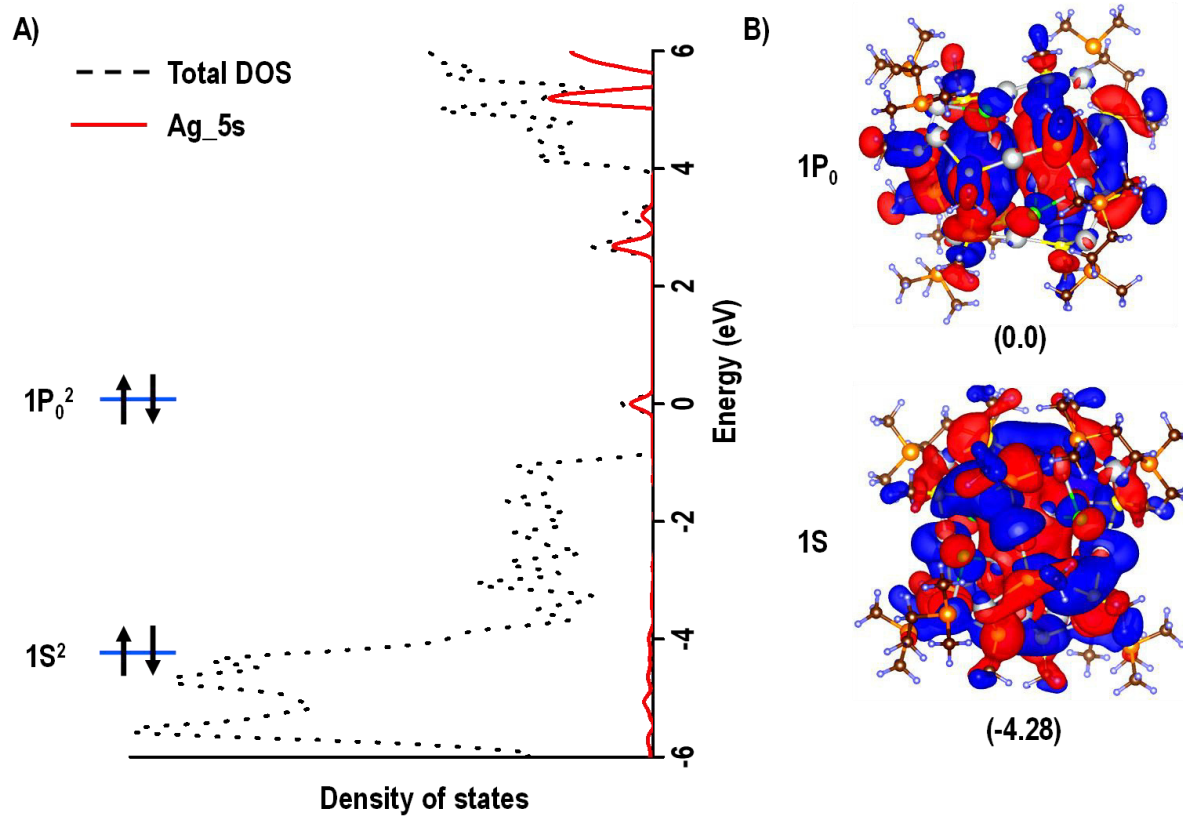 A)
Total DOS
Ag_5s
6
4
2
0
-2
-4
-6
Energy (eV)
1P₀²
1S²
Density of states
B)
1P₀
(0.0)
1S
(-4.28)